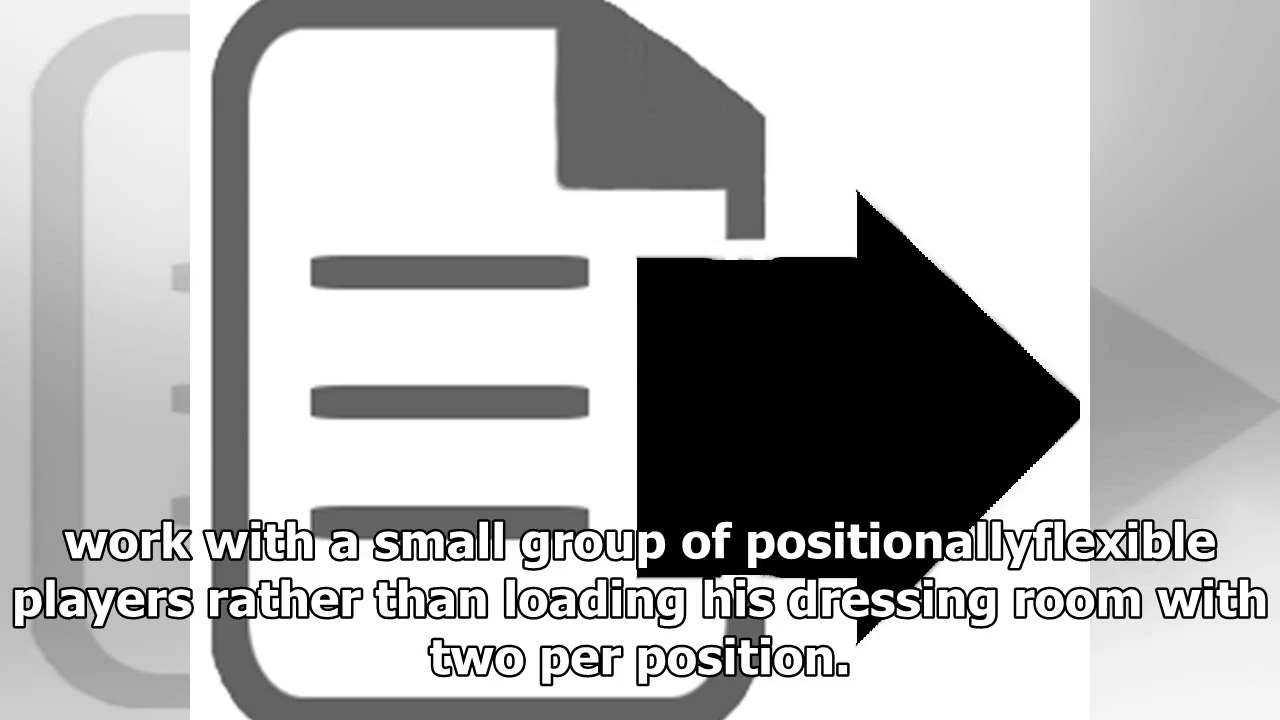 work with a small group of positionallyflexible
players rather than loading his dressing room with
two per position.